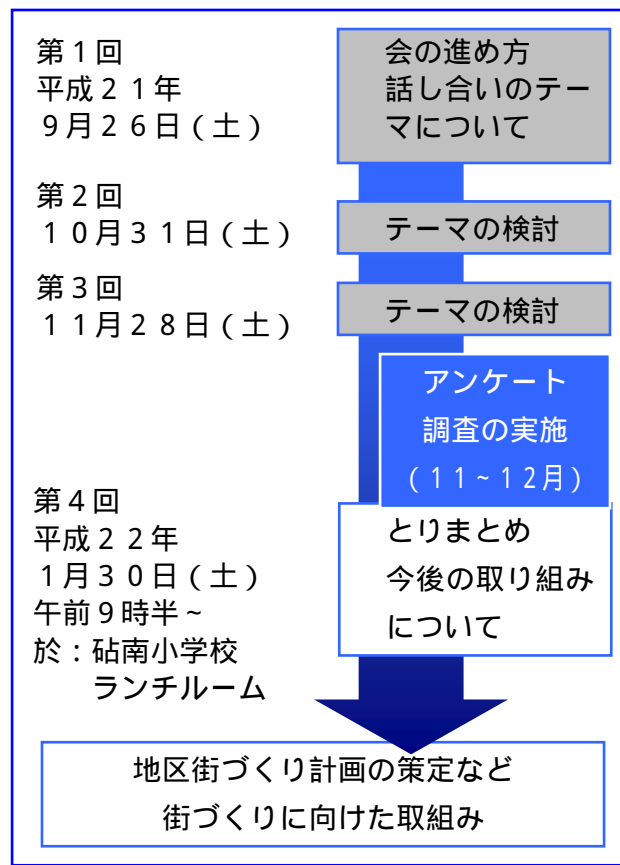 第１回
平成２１年
９月２６日（土）
会の進め方
話し合いのテー
マについて
第２回
１０月３１日（土）
テーマの検討
第３回
１１月２８日（土）
テーマの検討
アンケート
調査の実施
（１１~１２月）
第４回
平成２２年
１月３０日（土）
午前９時半~
於：砧南小学校
ランチルーム
とりまとめ
今後の取り組み
について
地区街づくり計画の策定など
街づくりに向けた取組み